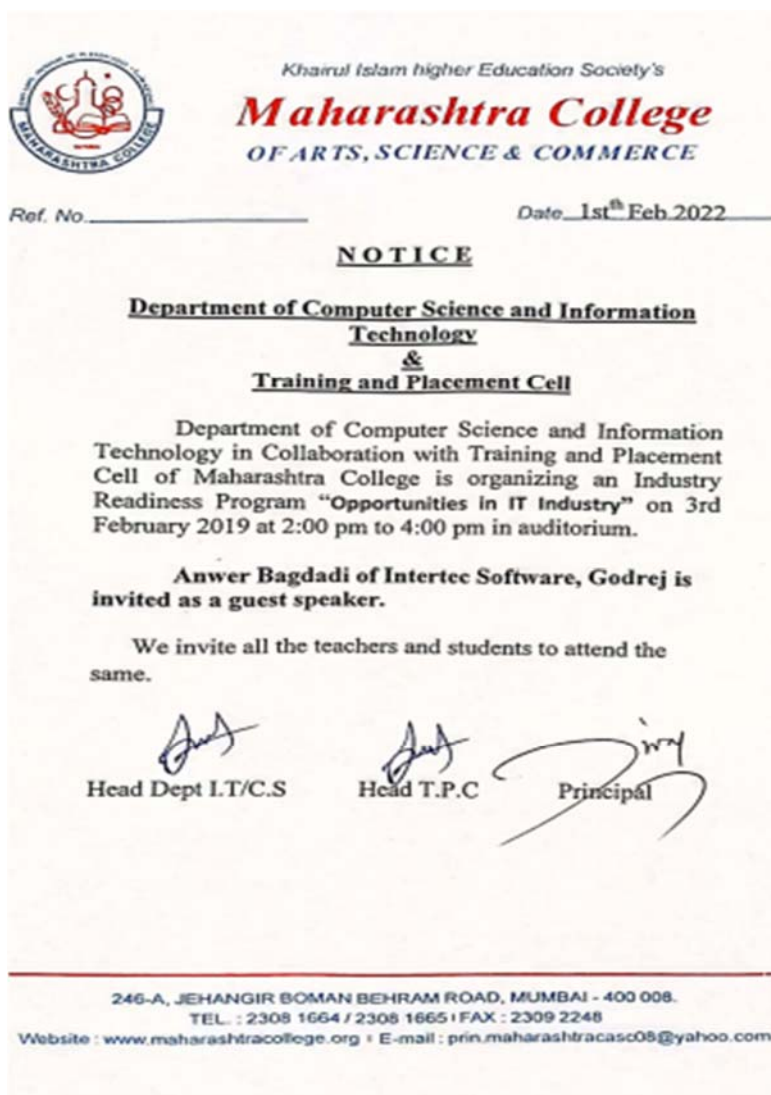 MAHARASHTRA COLLEGE
Khairul Islam higher Education Society's
Maharashtra College
OF ARTS, SCIENCE & COMMERCE
Ref. No.
Date 1st th Feb 2022
NOTICE
Department of Computer Science and Information
Technology
&
Training and Placement Cell
Department of Computer Science and Information
Technology in Collaboration with Training and Placement
Cell of Maharashtra College is organizing an Industry
Readiness Program "Opportunities in IT Industry" on 3rd
February 2019 at 2:00 pm to 4:00 pm in auditorium.
Anwer Bagdadi of Intertec Software, Godrej is
invited as a guest speaker.
We invite all the teachers and students to attend the
same.
Head Dept I.T/C.S
Head T.P.C
Principal
246-A, JEHANGIR BOMAN BEHRAM ROAD, MUMBAI - 400 008.
TEL. : 2308 1664 / 2308 1665 FAX : 2309 2248
Website : www.maharashtracollege.org E-mail : prin.maharashtracasc08@yahoo.com